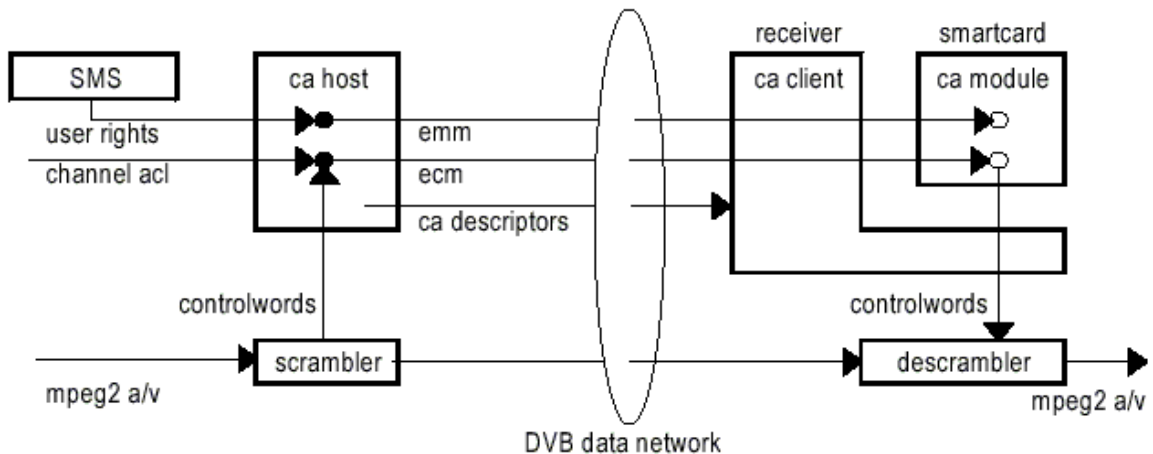 receiver
smartcard
SMS
ca host
ca client
ca module
user rights
emm
channel acl
ecm
ca descriptors
controlwords
controlwords
scrambler
descrambler
mpeg2 a/v
mpeg2 a/v
DVB data network